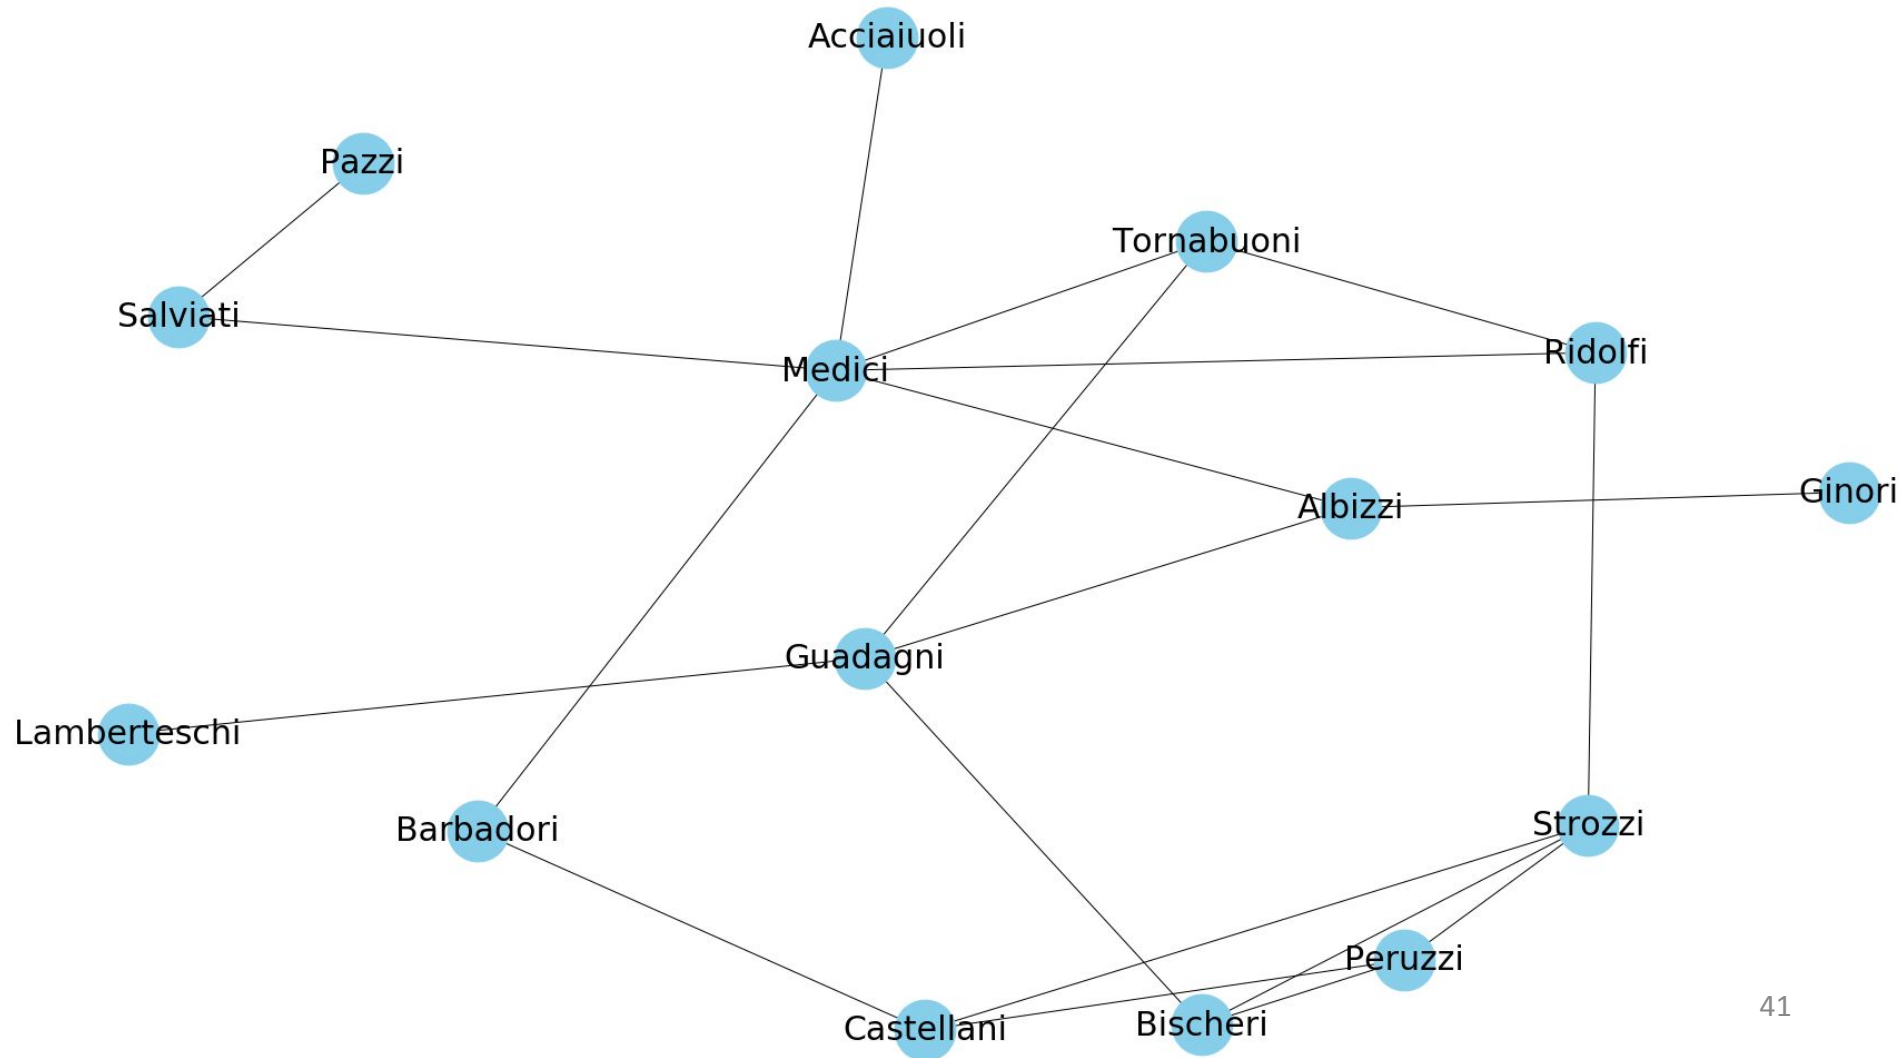 Acciaiuoli
Pazzi
Tornabuoni
Salviati
Ridolfi
Medici
Ginori
Albizzi
Guadagni
Lamberteschi
Strozzi
Barbadori
Peruzzi
41
Bischeri
Castellani